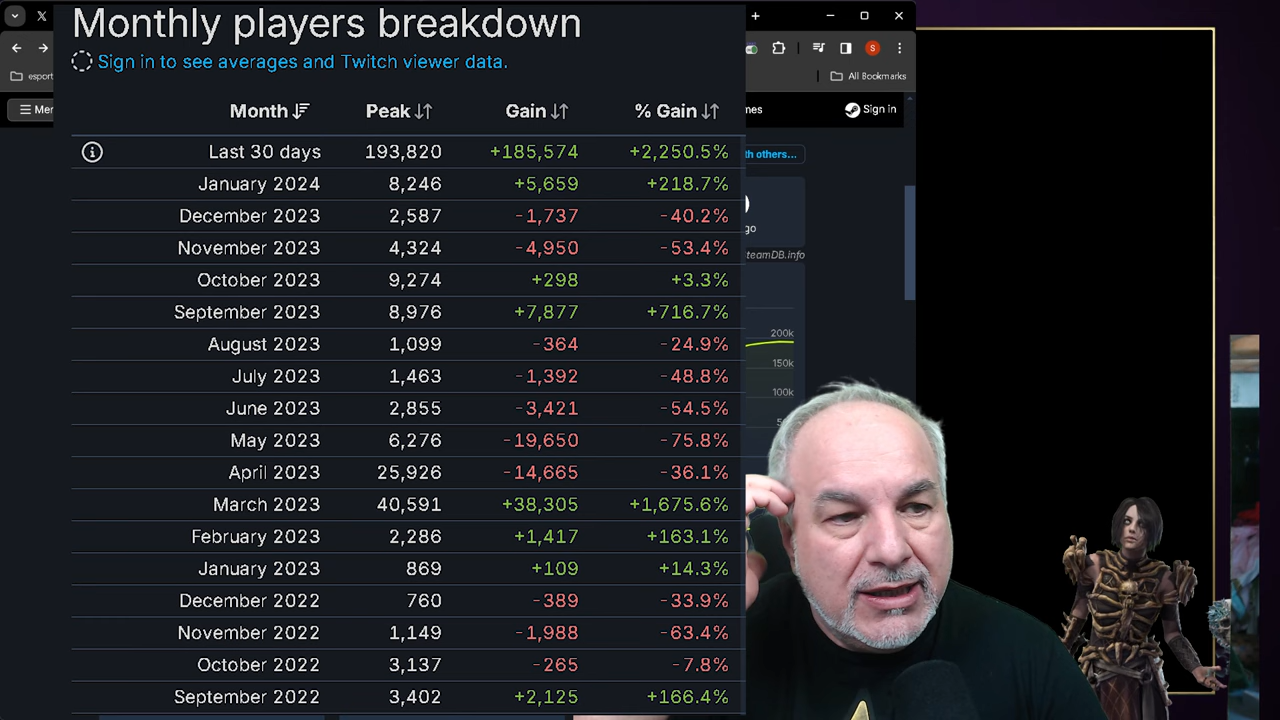 Monthly players breakdown
Sign in to see averages and Twitch viewer data.
esport
All Bookmarks
S
Men
nes
Sign in
th others...
go
teamDB.info
200k
150k
100k
Month Peak Gain % Gain
Last 30 days 193,820 +185,574 +2,250.5%
January 2024 8,246 +5,659 +218.7%
December 2023 2,587 -1,737 -40.2%
November 2023 4,324 -4,950 -53.4%
October 2023 9,274 +298 +3.3%
September 2023 8,976 +7,877 +716.7%
August 2023 1,099 -364 -24.9%
July 2023 1,463 -1,392 -48.8%
June 2023 2,855 -3,421 -54.5%
May 2023 6,276 -19,650 -75.8%
April 2023 25,926 -14,665 -36.1%
March 2023 40,591 +38,305 +1,675.6%
February 2023 2,286 +1,417 +163.1%
January 2023 869 +109 +14.3%
December 2022 760 -389 -33.9%
November 2022 1,149 -1,988 -63.4%
October 2022 3,137 -265 -7.8%
September 2022 3,402 +2,125 +166.4%